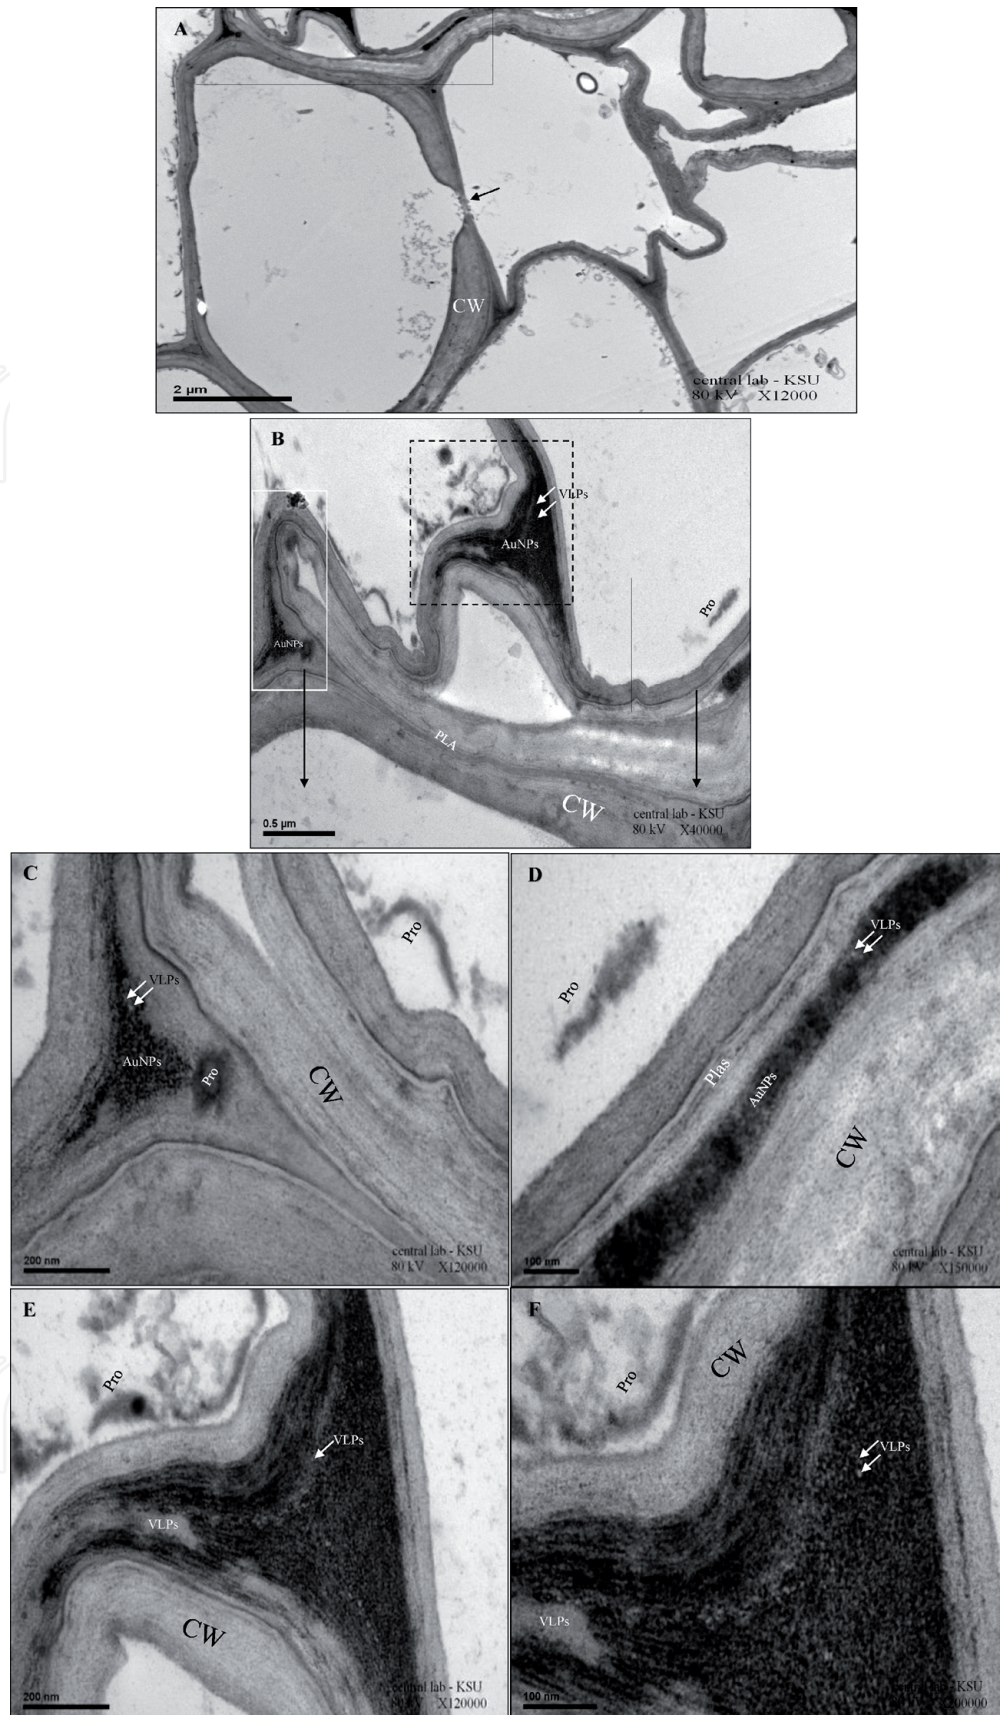 A
CW
2 µm
central lab - KSU
80 kV X12000
B
VLPs
AuNPs
Pro
AuNPs
PLA
CW
0.5 µm
central lab - KSU
80 kV X40000
C
Pro
VLPs
AuNPs
Pro
CW
200 nm
central lab - KSU
80 kV X120000
D
VLPs
Pro
Plas
AuNPs
CW
100 nm
central lab - KSU
80 kV X150000
E
Pro
VLPs
VLPs
CW
200 nm
central lab - KSU
80 kV X120000
F
CW
Pro
VLPs
VLPs
100 nm
central lab - KSU
80 kV X200000